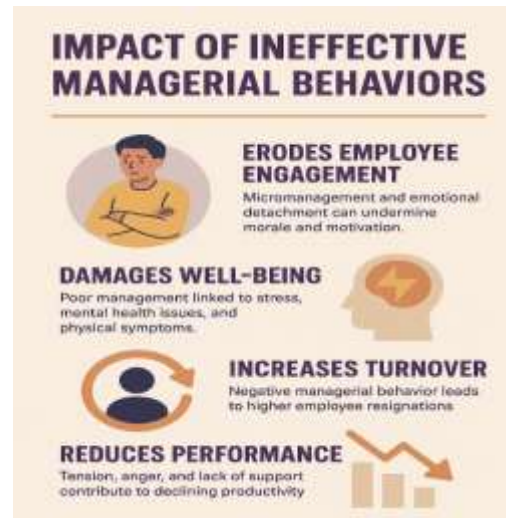 IMPACT OF INEFFECTIVE
MANAGERIAL BEHAVIORS
ERODES EMPLOYEE
ENGAGEMENT
Micromanagement and emotional
detachment can undermine
morale and motivation.
DAMAGES WELL-BEING
Poor management linked to stress,
mental health issues, and
physical symptoms.
INCREASES TURNOVER
Negative managerial behavior leads
to higher employee resignations
REDUCES PERFORMANCE
Tension, anger, and lack of support
contribute to declining productivity